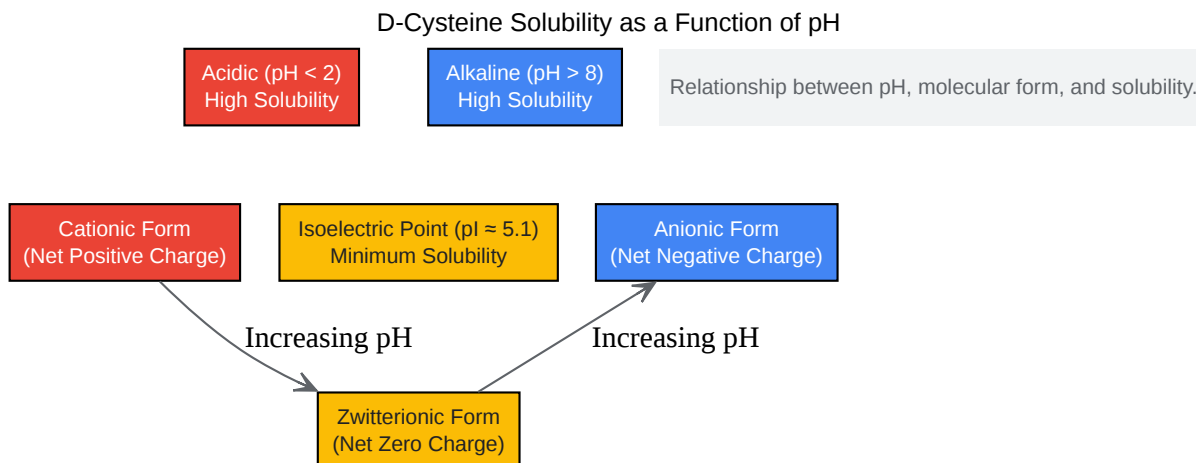 D-Cysteine Solubility as a Function of pH
Acidic (pH < 2)
High Solubility
Alkaline (pH > 8)
High Solubility
Relationship between pH, molecular form, and solubility.
Cationic Form
(Net Positive Charge)
Isoelectric Point (pI ≈ 5.1)
Minimum Solubility
Anionic Form
(Net Negative Charge)
Increasing pH
Increasing pH
Zwitterionic Form
(Net Zero Charge)